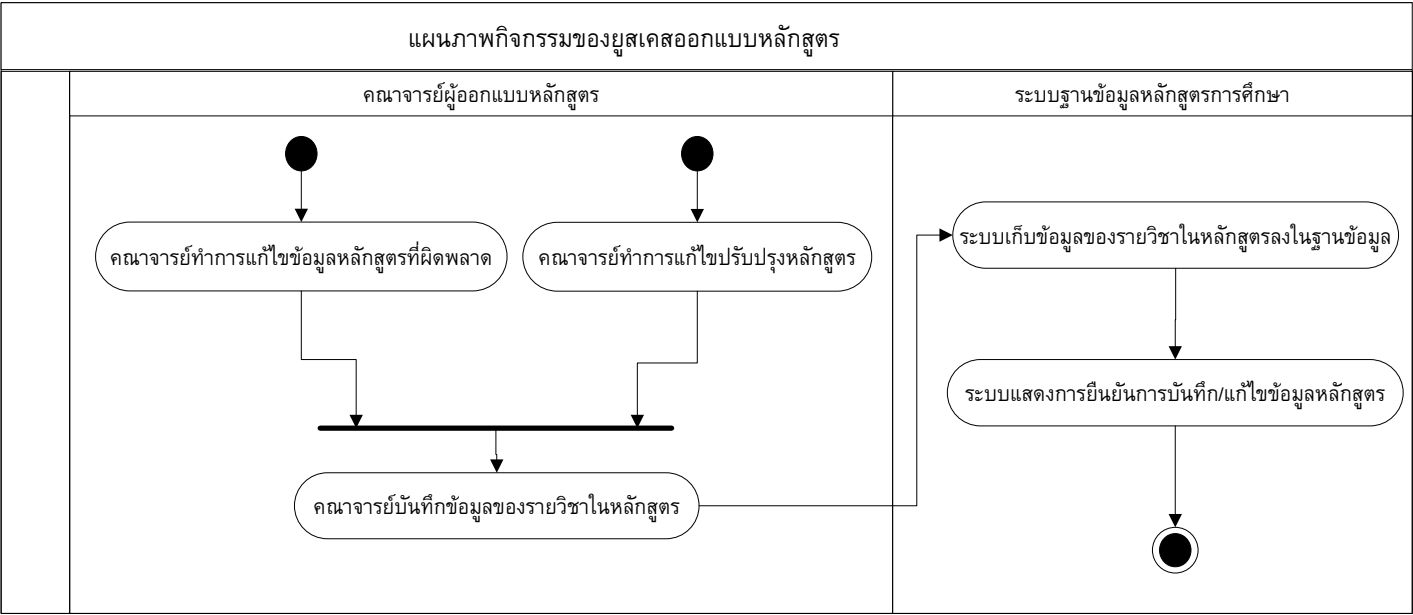 แผนภาพกิจกรรมของยูสเคสออกแบบหลักสูตร
คณาจารย์ผู้ออกแบบหลักสูตร
ระบบฐานข้อมูลหลักสูตรการศึกษา
คณาจารย์ทำการแก้ไขข้อมูลหลักสูตรที่ผิดพลาด
คณาจารย์ทำการแก้ไขปรับปรุงหลักสูตร
ระบบเก็บข้อมูลของรายวิชาในหลักสูตรลงในฐานข้อมูล
ระบบแสดงการยืนยันการบันทึก/แก้ไขข้อมูลหลักสูตร
คณาจารย์บันทึกข้อมูลของรายวิชาในหลักสูตร